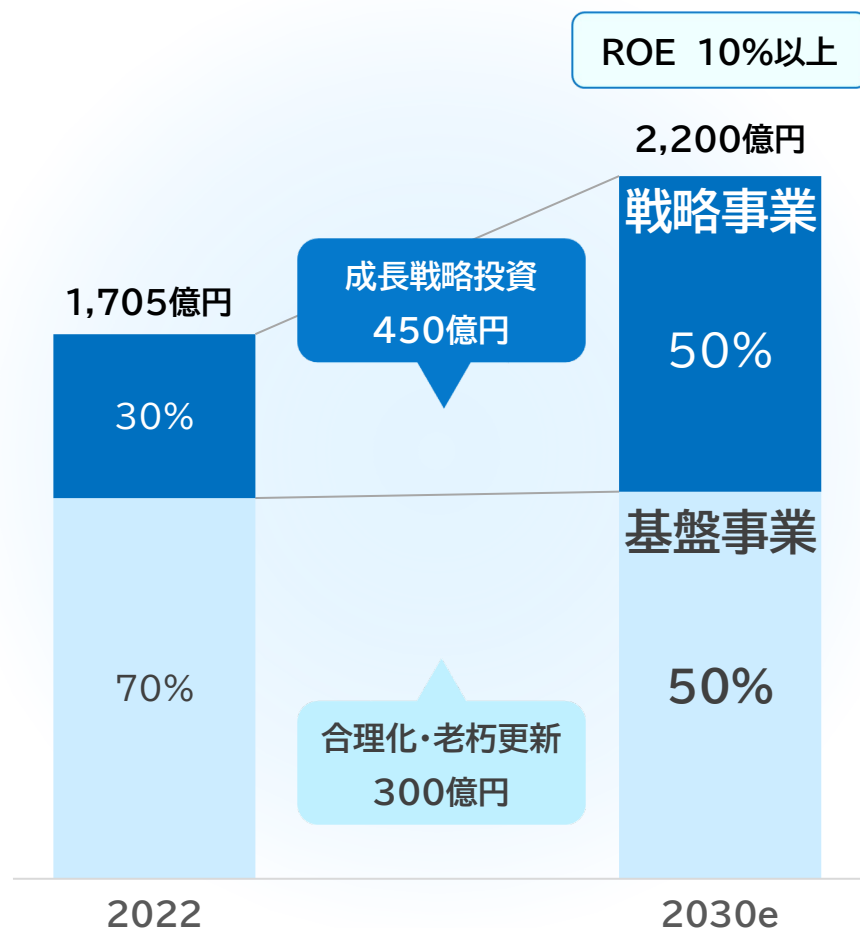 ROE 10%以上
2,200億円
戦略事業
成長戦略投資
450億円
1,705億円
50%
30%
基盤事業
70%
50%
合理化・老朽更新
300億円
2022
2030e